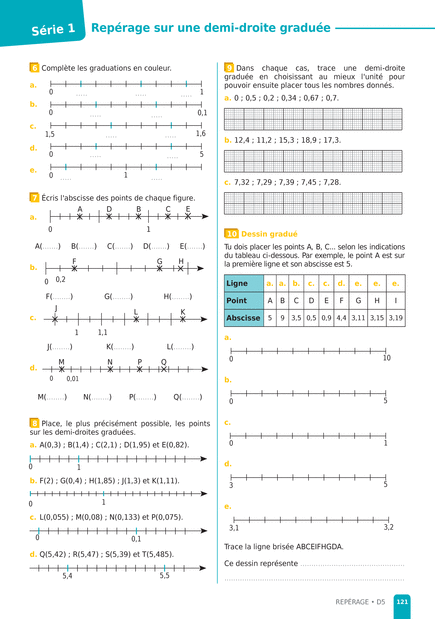 Série 1
Repérage sur une demi-droite graduée
6 Complète les graduations en couleur.
a.
0 ..... ..... 1
b.
0 ..... ..... 0,1
c.
1,5 ..... ..... 1,6
d.
0 ..... ..... 5
e.
0 ..... 1 .....
7 Écris l'abscisse des points de chaque figure.
a.
A B C E
0 1
A(.......) B(.......) C(.......) D(.......) E(.......)
b.
F G H
0 0,2
F(.......) G(.......) H(.......)
c.
J L K
1 1,1
J(.......) K(.......) L(.......)
d.
M N P Q
0 0,01
M(.......) N(.......) P(.......) Q(.......)
8 Place, le plus précisément possible, les points
sur les demi-droites graduées.
a. A(0,3) ; B(1,4) ; C(2,1) ; D(1,95) et E(0,82).
0 1
b. F(2) ; G(0,4) ; H(1,85) ; J(1,3) et K(1,11).
0 1
c. L(0,055) ; M(0,08) ; N(0,133) et P(0,075).
0 0,1
d. Q(5,42) ; R(5,47) ; S(5,39) et T(5,485).
5,4 5,5
9 Dans chaque cas, trace une demi-droite
graduée en choisissant au mieux l'unité pour
pouvoir ensuite placer tous les nombres donnés.
a. 0 ; 0,5 ; 0,2 ; 0,34 ; 0,67 ; 0,7.
b. 12,4 ; 11,2 ; 15,3 ; 18,9 ; 17,3.
c. 7,32 ; 7,29 ; 7,39 ; 7,45 ; 7,28.
10 Dessin gradué
Tu dois placer les points A, B, C... selon les indications
du tableau ci-dessous. Par exemple, le point A est sur
la première ligne et son abscisse est 5.
Ligne a. a. b. c. c. d. e. e. e.
Point A B C D E F G H I
Abscisse 5 9 3,5 0,5 0,9 4,4 3,11 3,15 3,19
a.
0 10
b.
0 5
c.
0 1
d.
3 5
e.
3,1 3,2
Trace la ligne brisée ABCEIFHGDA.
Ce dessin représente ..........................................
........................................................................
REPÉRAGE • D5 121